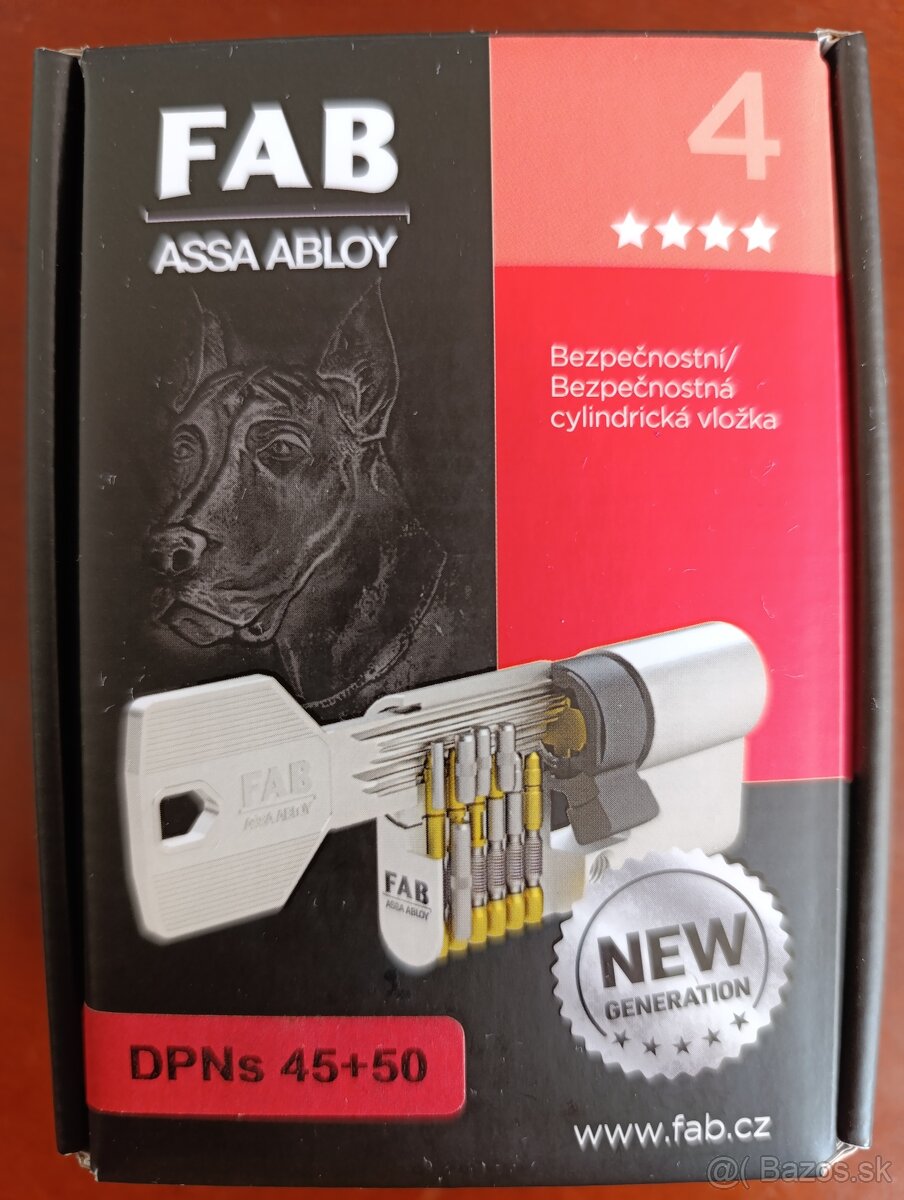 FAB
ASSA ABLOY
4
Bezpečnostní/
Bezpečnostná
cylindrická vložka
FAB
ASSA ABLOY
FAB
ASSA ABLOY
NEW
GENERATION
DPNs 45+50
www.fab.cz
@( Bazos.sk